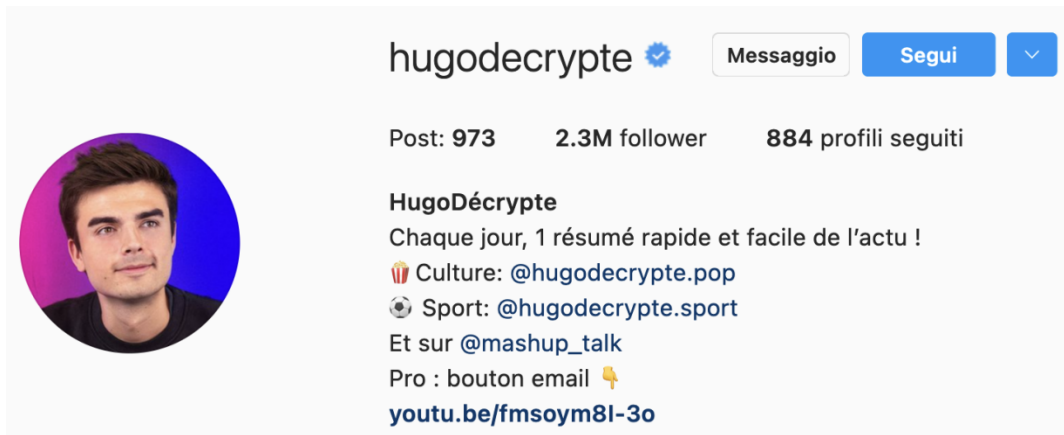 hugodecrypte Messaggio Segui
Post: 973 2.3M follower 884 profili seguiti
HugoDécrypte
Chaque jour, 1 résumé rapide et facile de l’actu !
🍿 Culture: @hugodecrypte.pop
⚽ Sport: @hugodecrypte.sport
Et sur @mashup_talk
Pro : bouton email 👇
youtu.be/fmsoym8I-3o